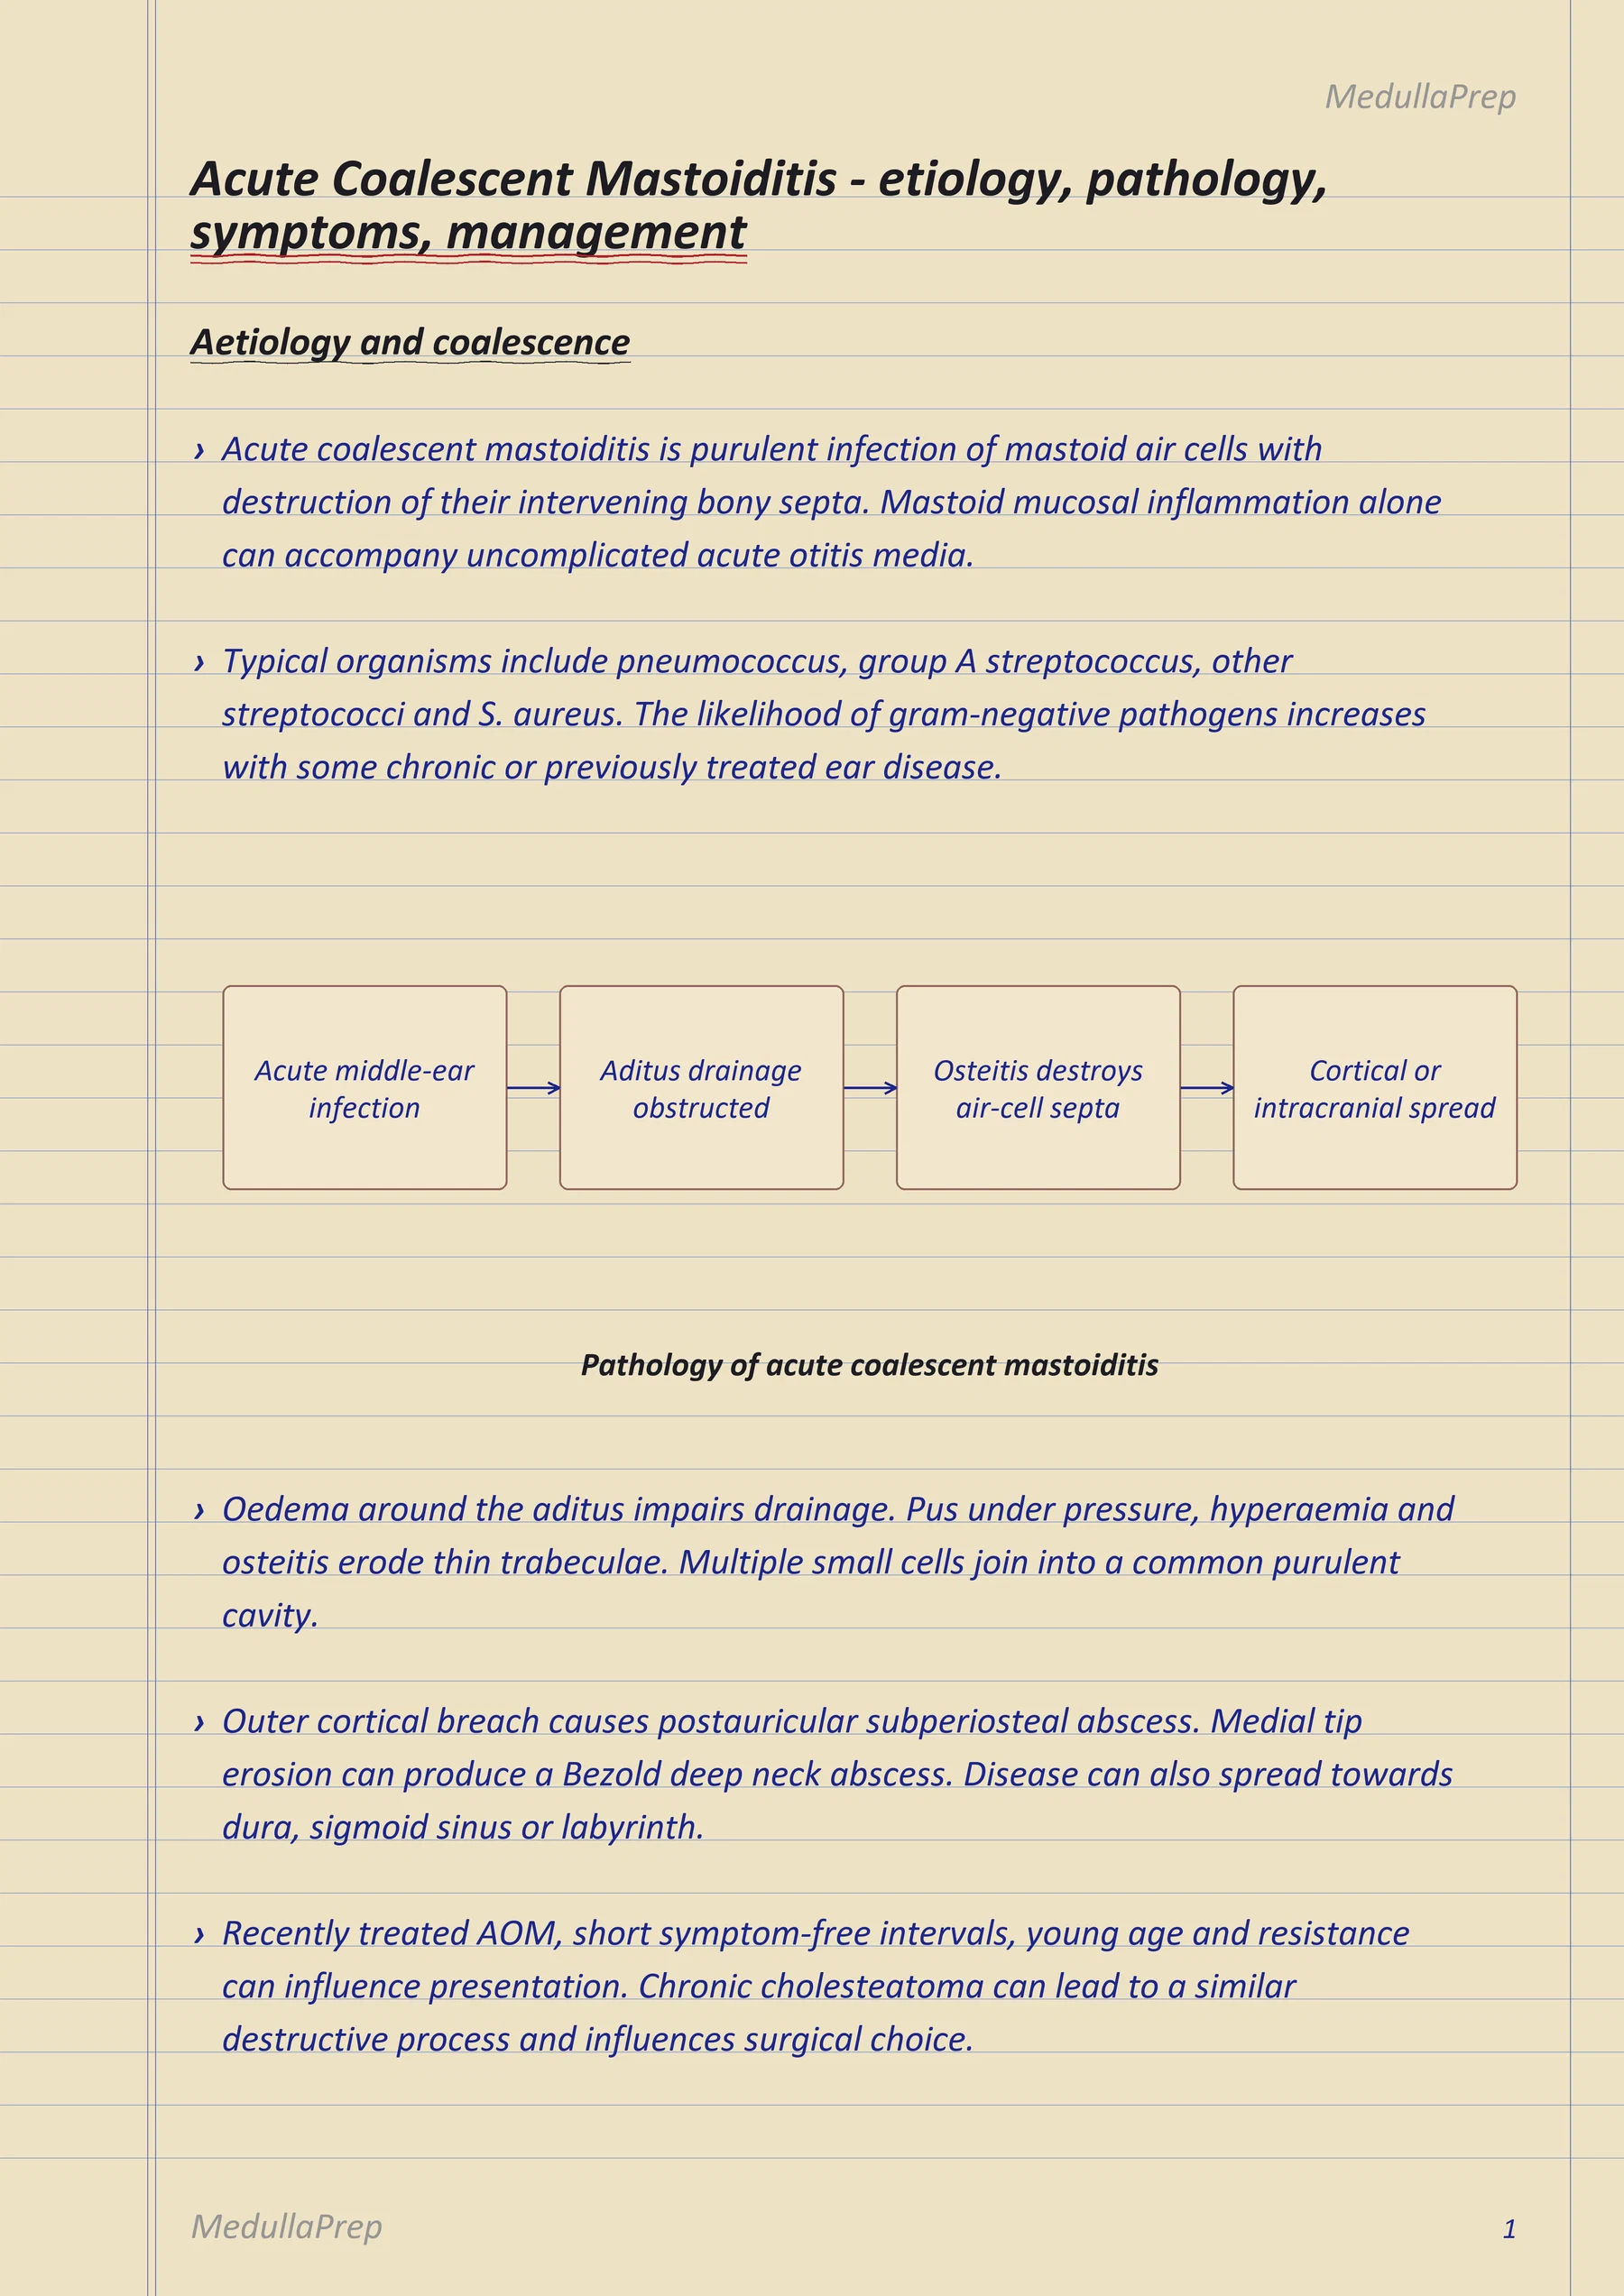 MedullaPrep
Acute Coalescent Mastoiditis - etiology, pathology,
symptoms, management
Aetiology and coalescence
› Acute coalescent mastoiditis is purulent infection of mastoid air cells with
destruction of their intervening bony septa. Mastoid mucosal inflammation alone
can accompany uncomplicated acute otitis media.
› Typical organisms include pneumococcus, group A streptococcus, other
streptococci and S. aureus. The likelihood of gram-negative pathogens increases
with some chronic or previously treated ear disease.
Acute middle-ear
infection
Aditus drainage
obstructed
Osteitis destroys
air-cell septa
Cortical or
intracranial spread
Pathology of acute coalescent mastoiditis
› Oedema around the aditus impairs drainage. Pus under pressure, hyperaemia and
osteitis erode thin trabeculae. Multiple small cells join into a common purulent
cavity.
› Outer cortical breach causes postauricular subperiosteal abscess. Medial tip
erosion can produce a Bezold deep neck abscess. Disease can also spread towards
dura, sigmoid sinus or labyrinth.
› Recently treated AOM, short symptom-free intervals, young age and resistance
can influence presentation. Chronic cholesteatoma can lead to a similar
destructive process and influences surgical choice.
MedullaPrep
1